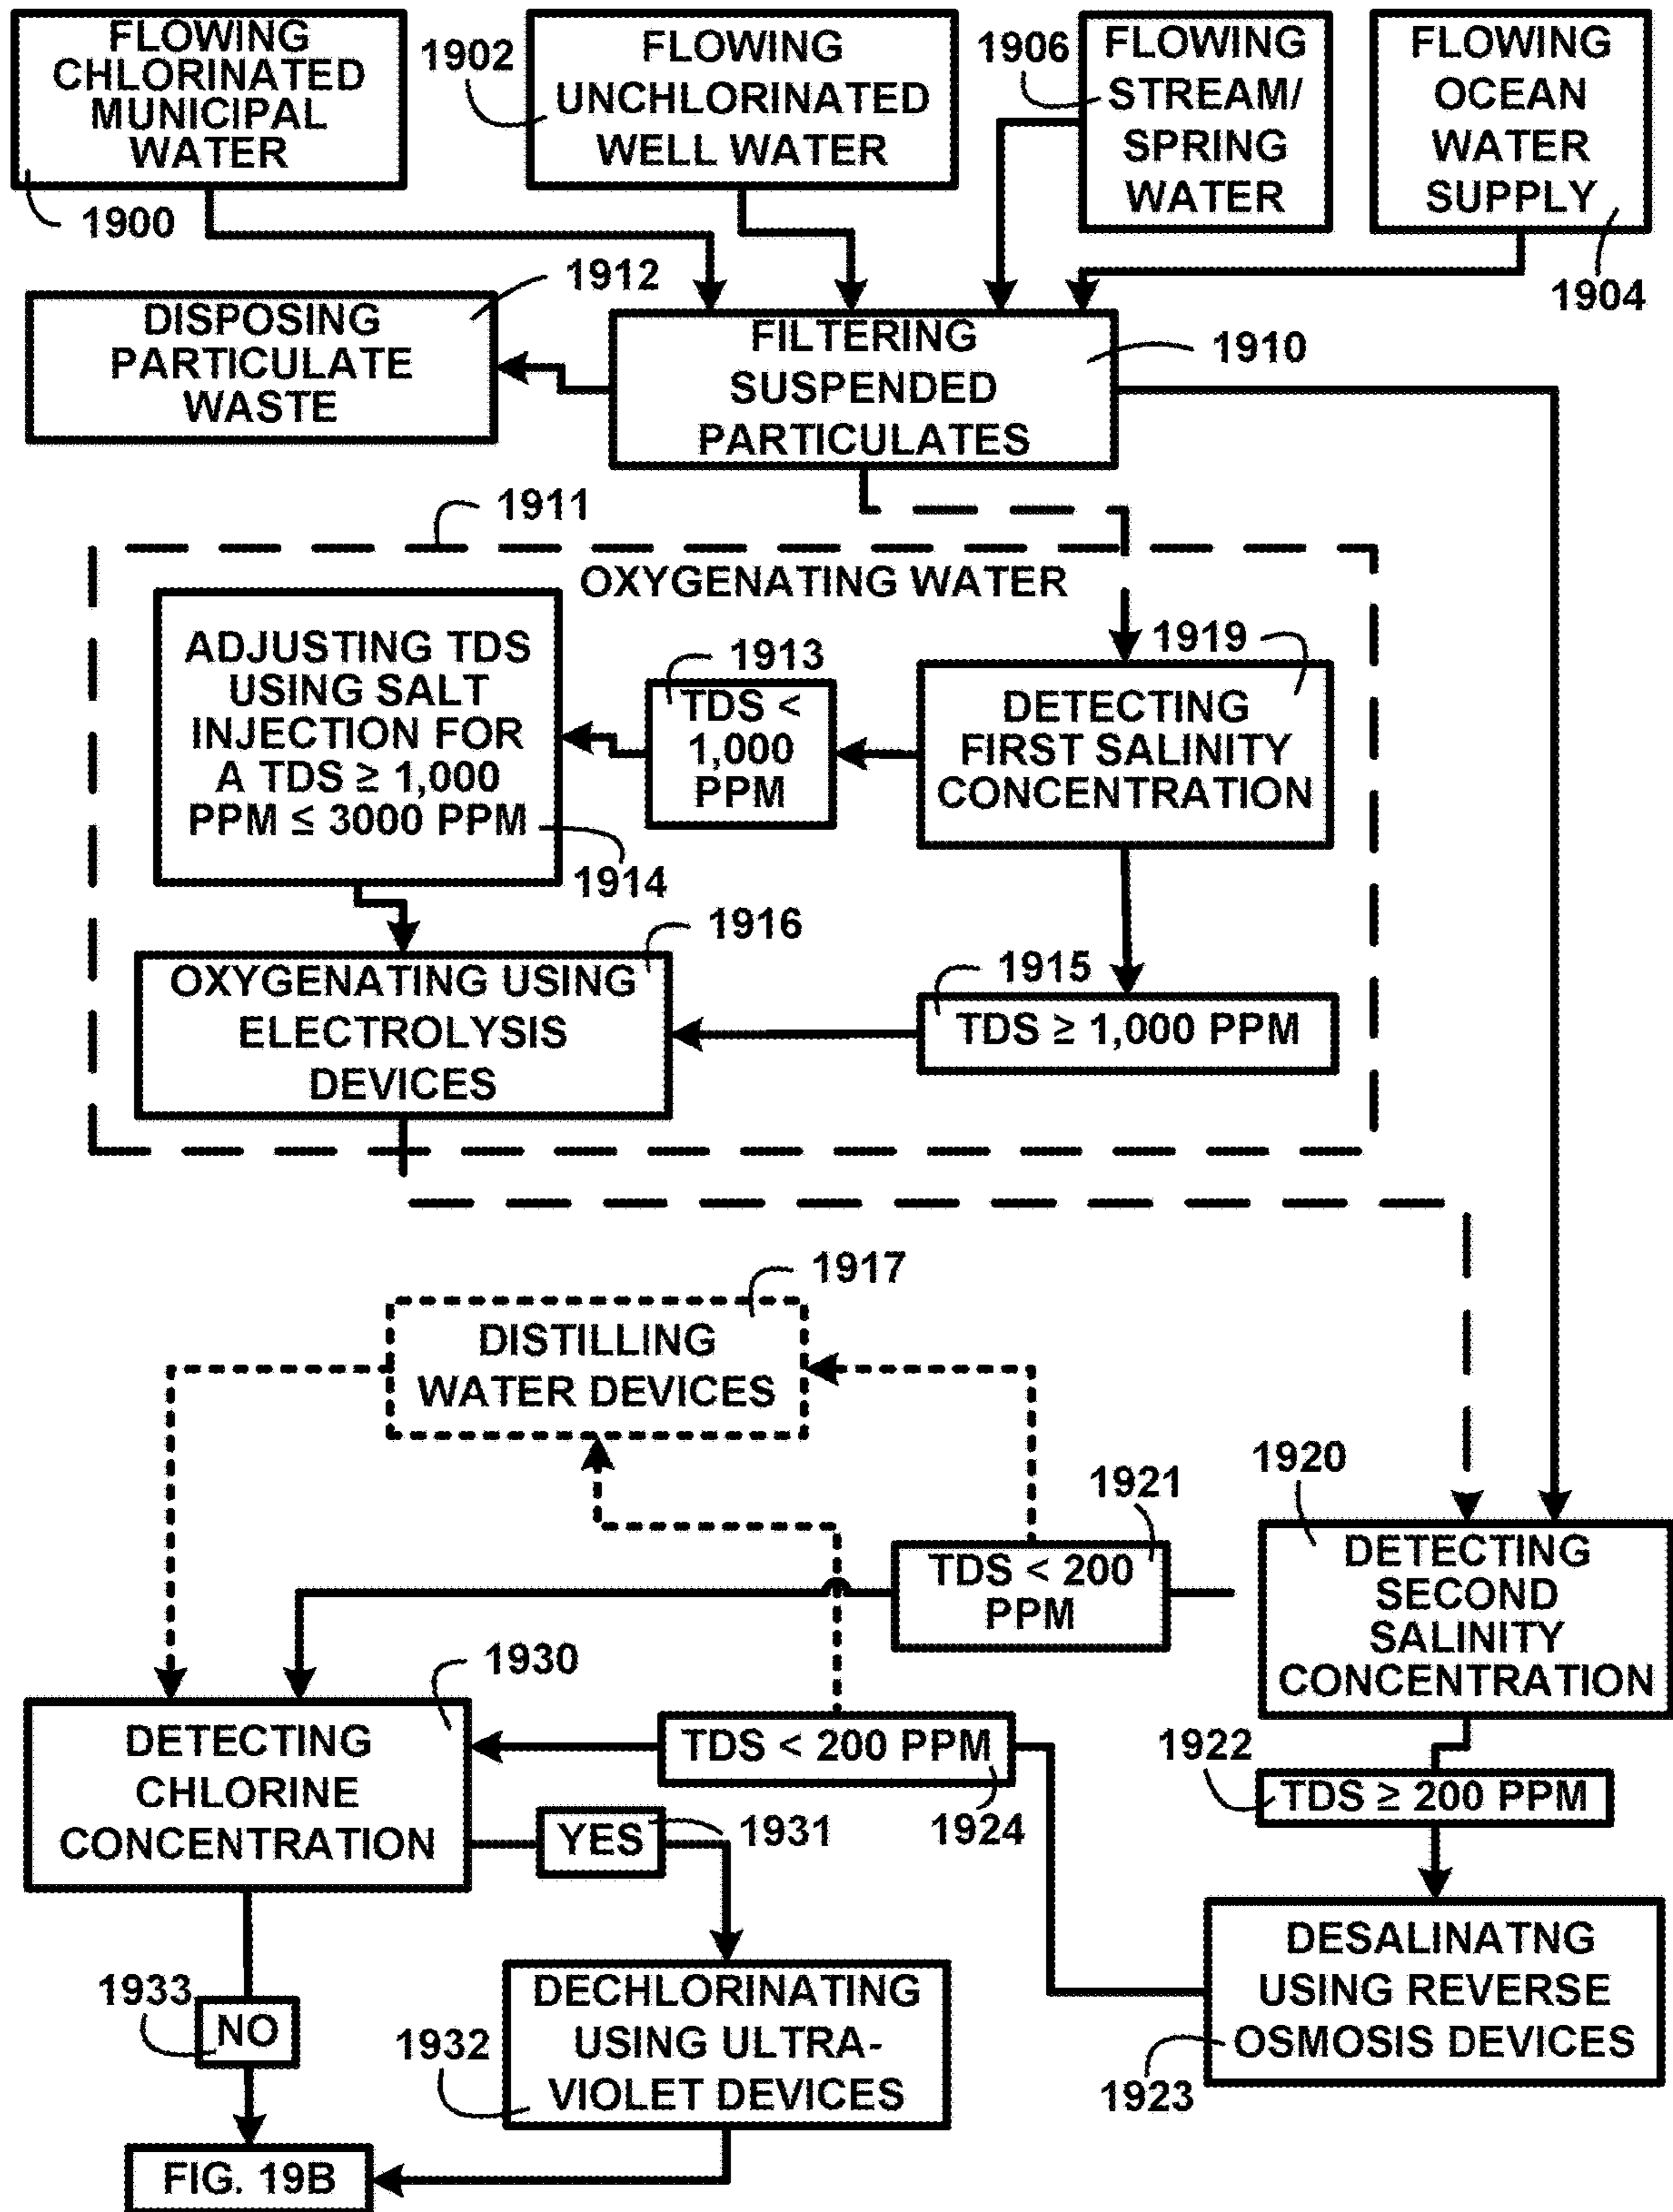 FLOWING
CHLORINATED
MUNICIPAL
WATER
1900
1902
FLOWING
UNCHLORINATED
WELL WATER
1906
FLOWING
STREAM/
SPRING
WATER
FLOWING
OCEAN
WATER
SUPPLY
1904
1912
DISPOSING
PARTICULATE
WASTE
FILTERING
SUSPENDED
PARTICULATES
1910
1911
OXYGENATING WATER
ADJUSTING TDS
USING SALT
INJECTION FOR
A TDS ≥ 1,000
PPM ≤ 3000 PPM
1914
1913
TDS <
1,000
PPM
1919
DETECTING
FIRST SALINITY
CONCENTRATION
1916
OXYGENATING USING
ELECTROLYSIS
DEVICES
1915
TDS ≥ 1,000 PPM
1917
DISTILLING
WATER DEVICES
1921
TDS < 200
PPM
1920
DETECTING
SECOND
SALINITY
CONCENTRATION
1930
DETECTING
CHLORINE
CONCENTRATION
TDS < 200 PPM
1924
1922
TDS ≥ 200 PPM
YES
1931
DESALINATNG
USING REVERSE
OSMOSIS DEVICES
1923
1933
NO
1932
DECHLORINATING
USING ULTRA-
VIOLET DEVICES
FIG. 19B